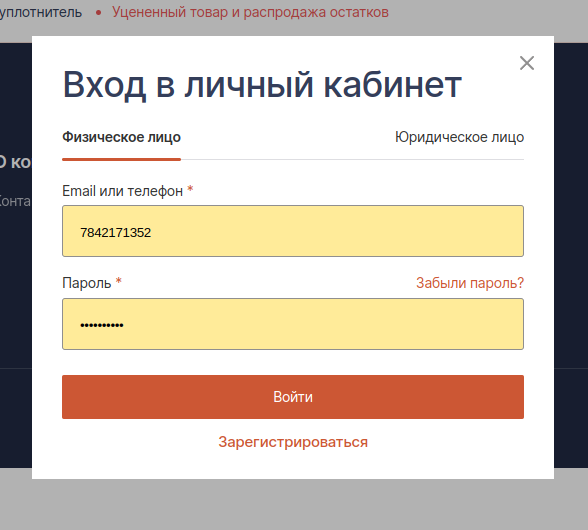 уплотнитель • Уцененный товар и распродажа остатков
Вход в личный кабинет
Физическое лицо Юридическое лицо
О ко
Email или телефон *
Конта
7842171352
Пароль * Забыли пароль?
••••••••••
Войти
Зарегистрироваться